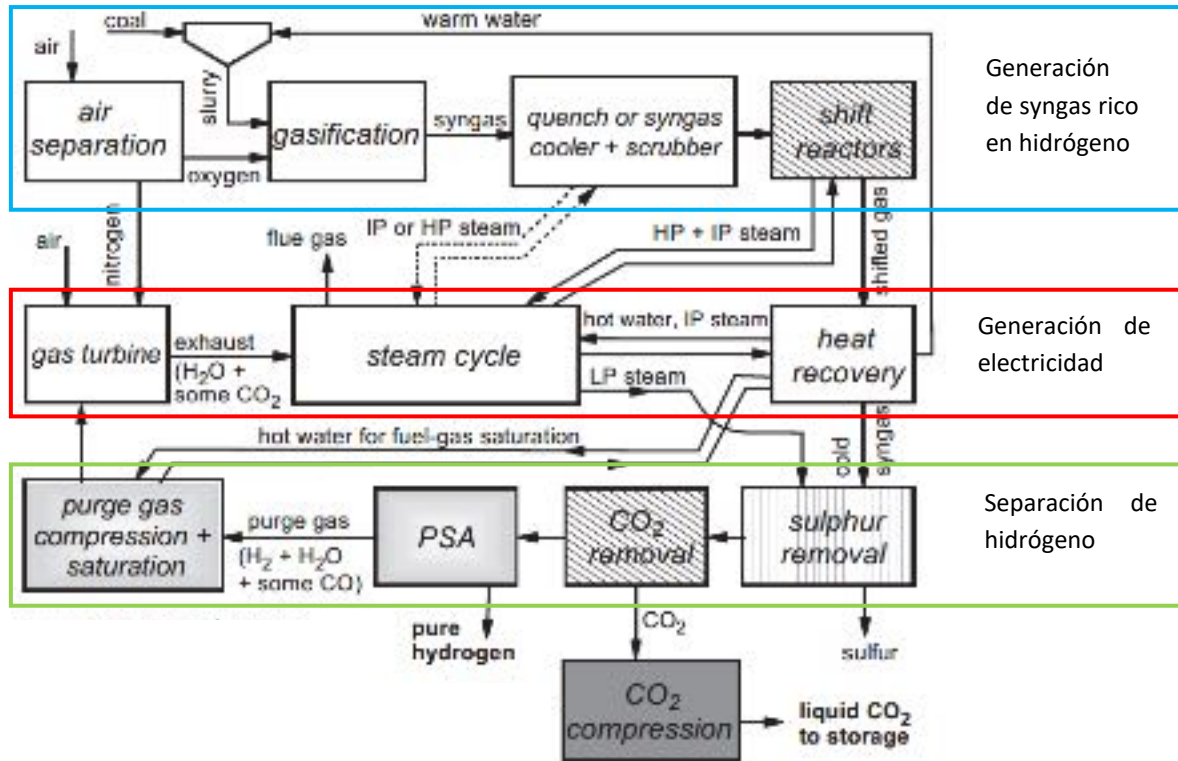 coal
warm water
air
slurry
air
separation
gasification
syngas
quench or syngas
cooler + scrubber
shift
reactors
oxygen
Generación
de syngas rico
en hidrógeno
nitrogen
air
flue gas
IP or HP steam
HP + IP steam
shifted gas
gas turbine
exhaust
(H₂O +
some CO₂
steam cycle
hot water, IP steam
LP steam
heat
recovery
Generación de
electricidad
hot water for fuel-gas saturation
cold
syngas
purge gas
compression +
saturation
purge gas
(H₂ + H₂O
+ some CO)
PSA
CO₂
removal
sulphur
removal
Separación de
hidrógeno
pure
hydrogen
CO₂
sulfur
CO₂
compression
liquid CO₂
to storage